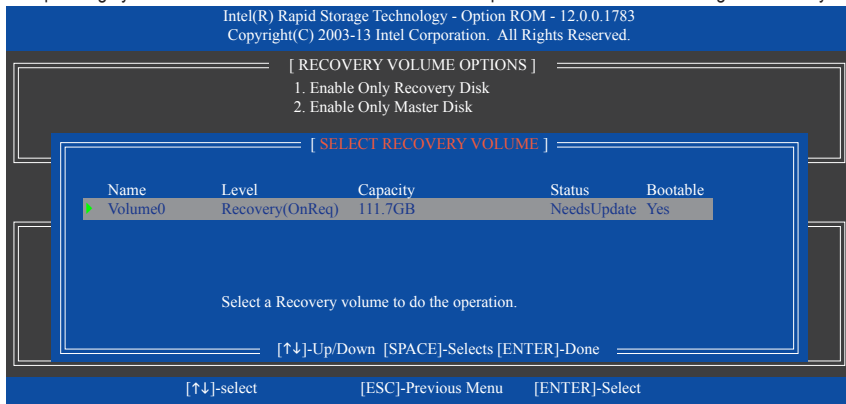 Intel(R) Rapid Storage Technology - Option ROM - 12.0.0.1783
Copyright(C) 2003-13 Intel Corporation. All Rights Reserved.
[ RECOVERY VOLUME OPTIONS ]
1. Enable Only Recovery Disk
2. Enable Only Master Disk
[ SELECT RECOVERY VOLUME ]
Name Level Capacity Status Bootable
Volume0 Recovery(OnReq) 111.7GB NeedsUpdate Yes
Select a Recovery volume to do the operation.
[↑↓]-Up/Down [SPACE]-Selects [ENTER]-Done
[↑↓]-select [ESC]-Previous Menu [ENTER]-Select